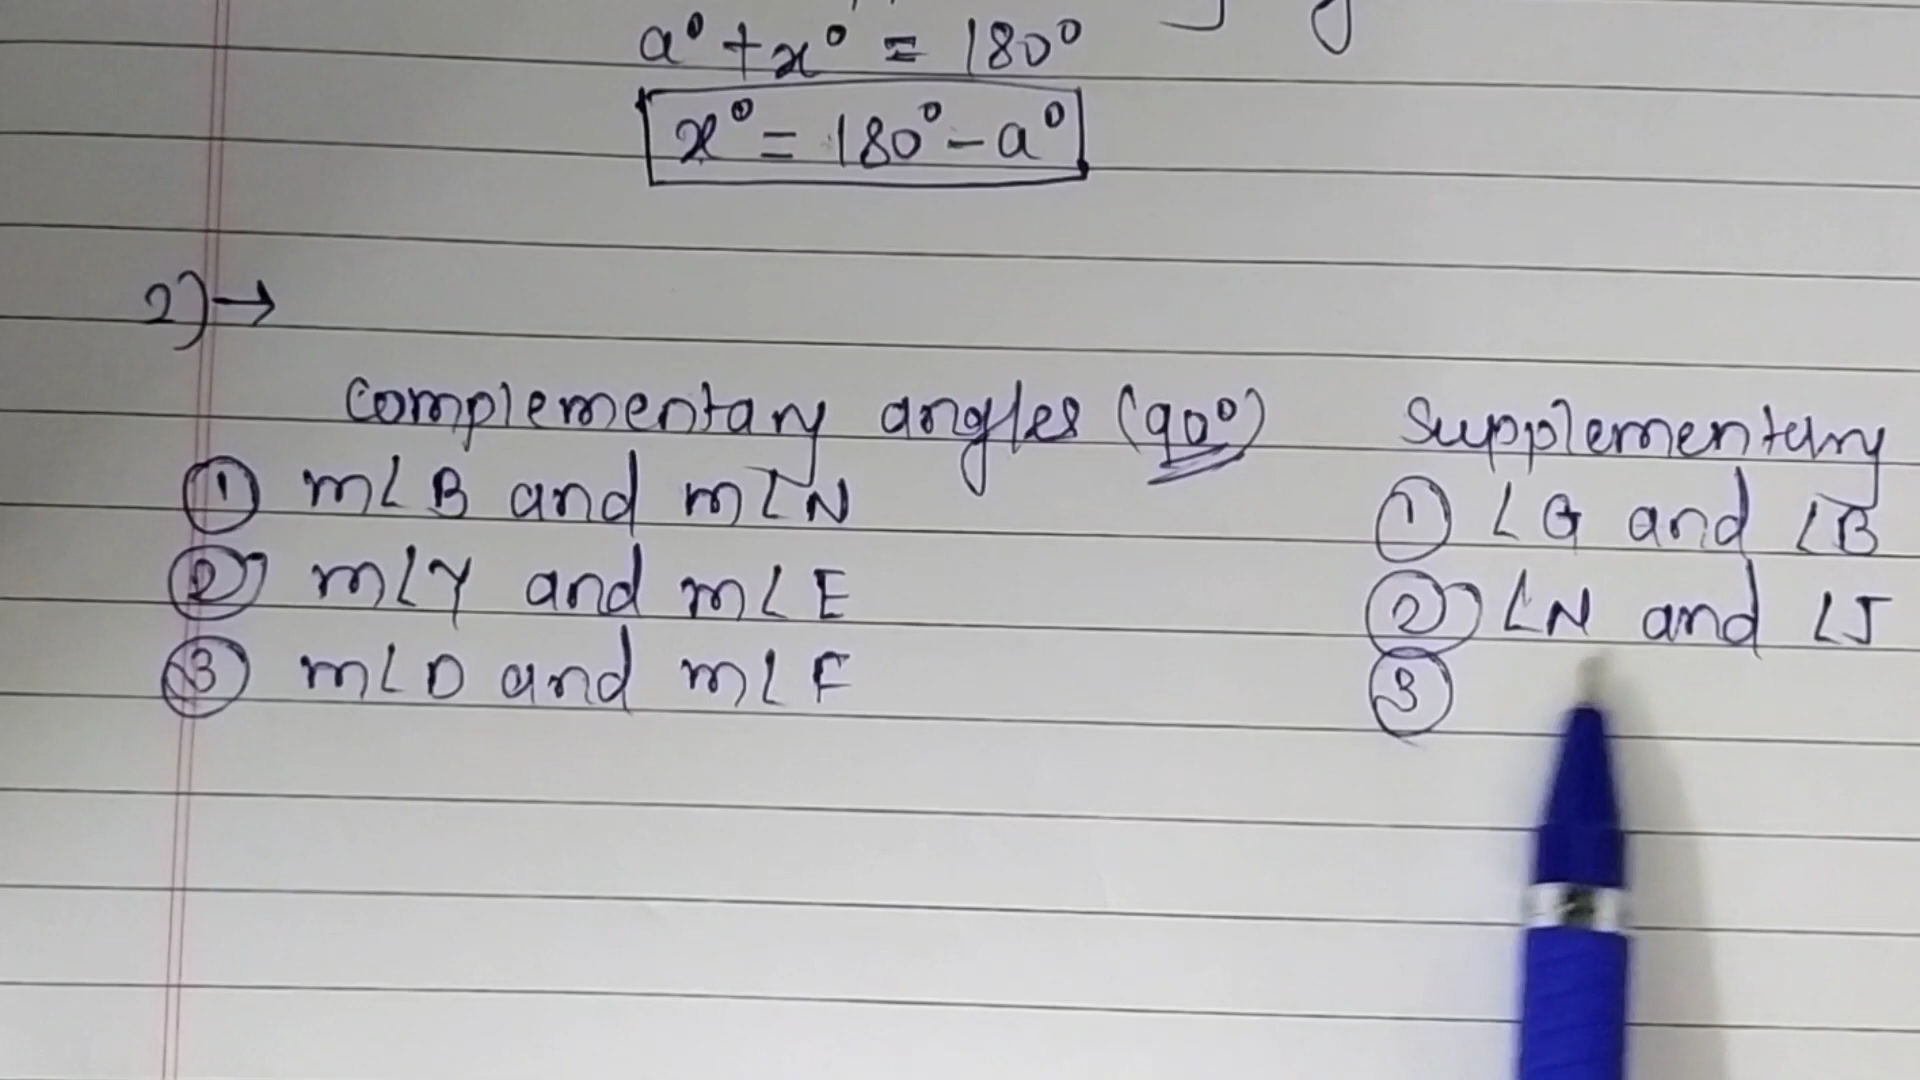 a° + x° = 180°
x° = 180° - a°
2) →
Complementary angles (90°)
① m∠B and m∠N
② m∠Y and m∠E
③ m∠D and m∠F
Supplementary
① ∠G and ∠B
② ∠N and ∠J
③